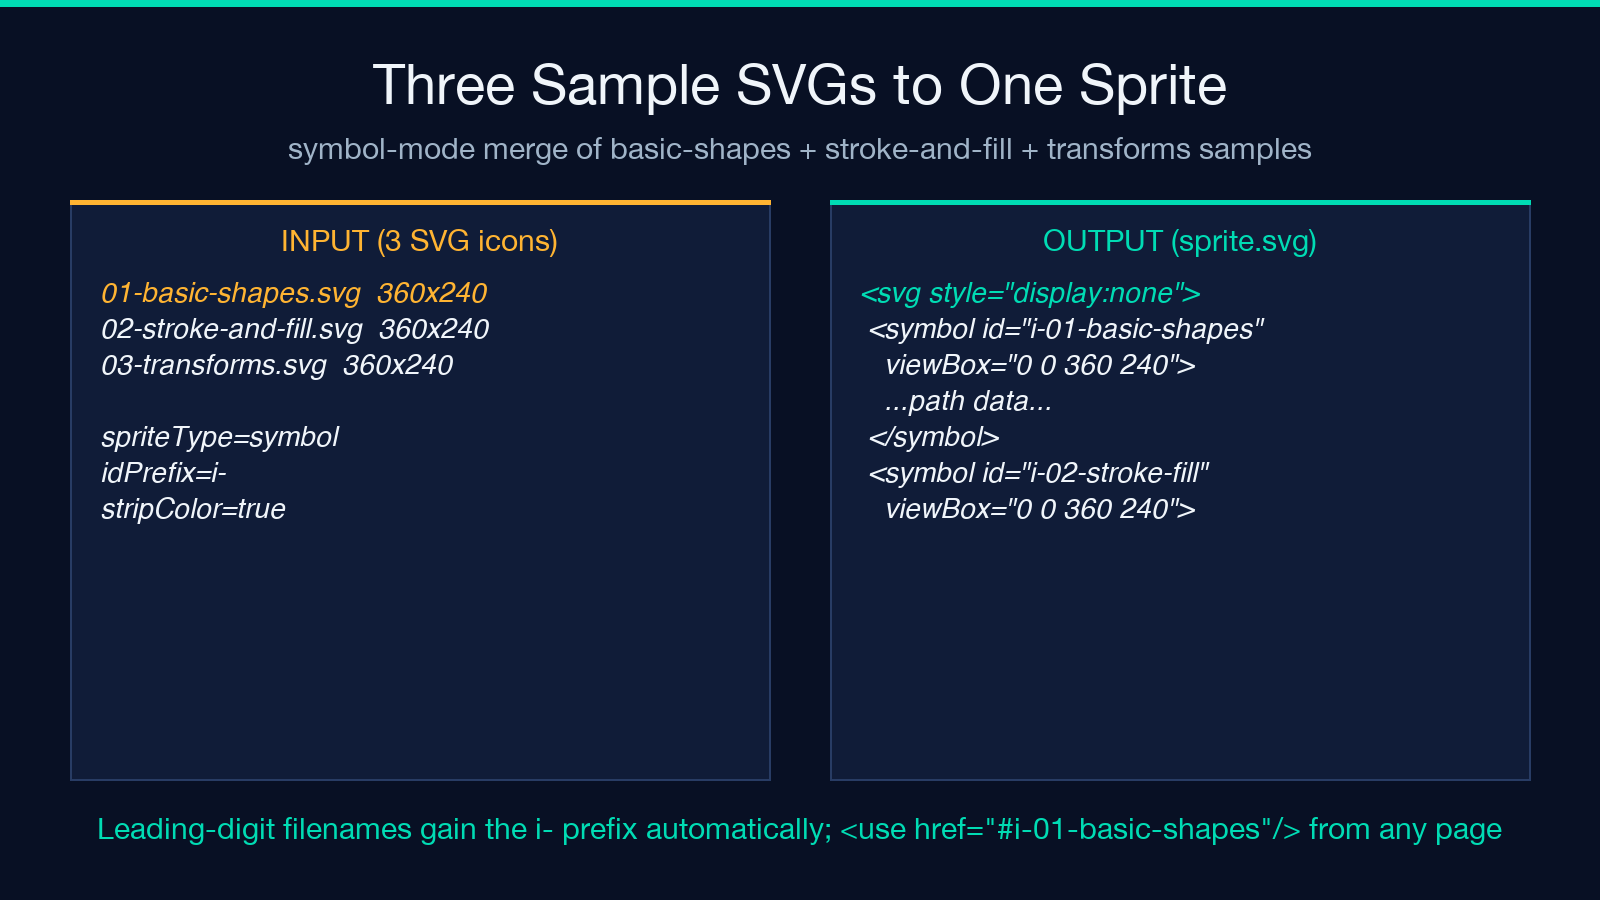 Three Sample SVGs to One Sprite
symbol-mode merge of basic-shapes + stroke-and-fill + transforms samples
INPUT (3 SVG icons)
01-basic-shapes.svg  360x240
02-stroke-and-fill.svg  360x240
03-transforms.svg  360x240
spriteType=symbol
idPrefix=i-
stripColor=true
OUTPUT (sprite.svg)
<svg style="display:none">
<symbol id="i-01-basic-shapes"
viewBox="0 0 360 240">
...path data...
</symbol>
<symbol id="i-02-stroke-fill"
viewBox="0 0 360 240">
Leading-digit filenames gain the i- prefix automatically; <use href="#i-01-basic-shapes"/> from any page